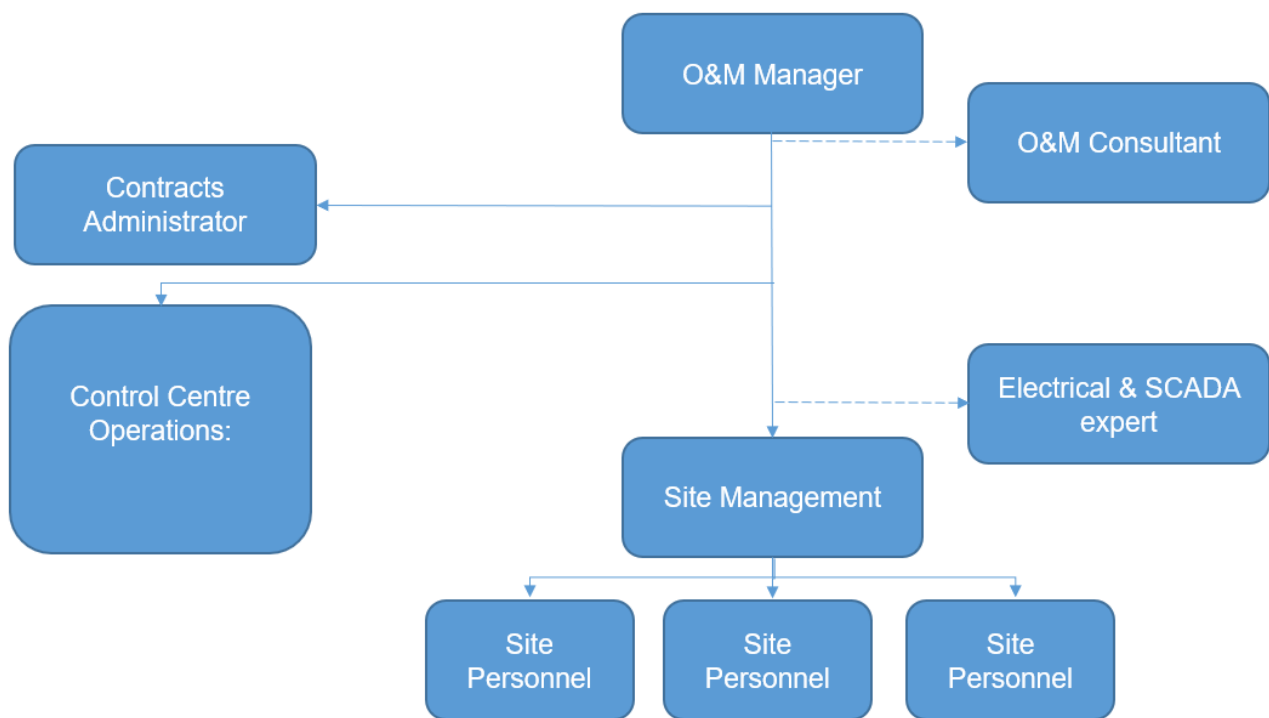 O&M Manager
O&M Consultant
Contracts
Administrator
Control Centre
Operations:
Electrical & SCADA
expert
Site Management
Site
Personnel
Site
Personnel
Site
Personnel